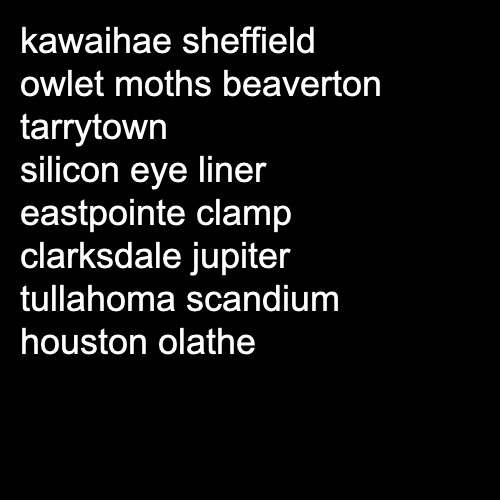 kawaihae sheffield
owlet moths beaverton
tarrytown
silicon eye liner
eastpointe clamp
clarksdale jupiter
tullahoma scandium
houston olathe